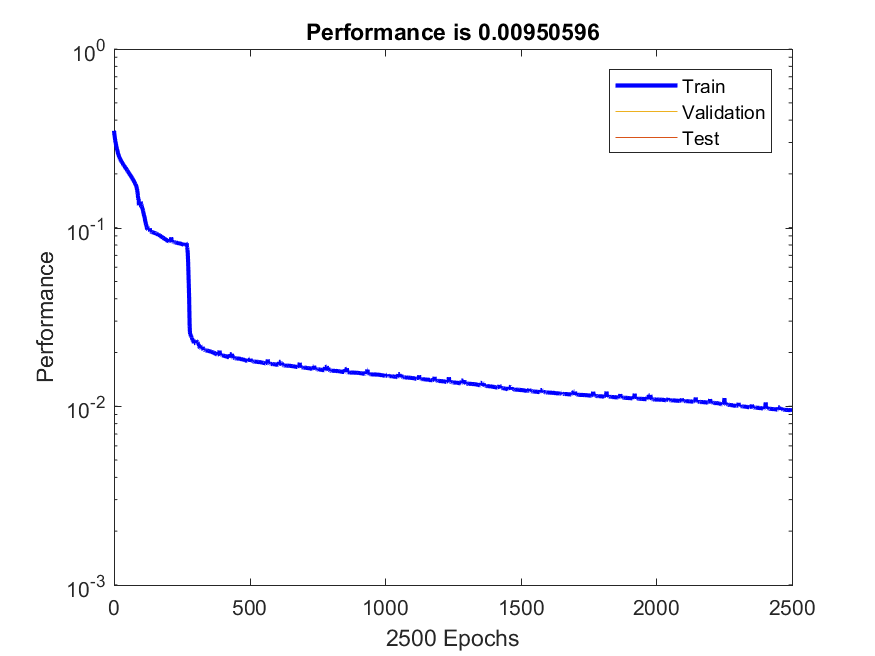 Performance is 0.00950596
10^0
Train
Validation
Test
10^-1
Performance
10^-2
10^-3
0 500 1000 1500 2000 2500
2500 Epochs